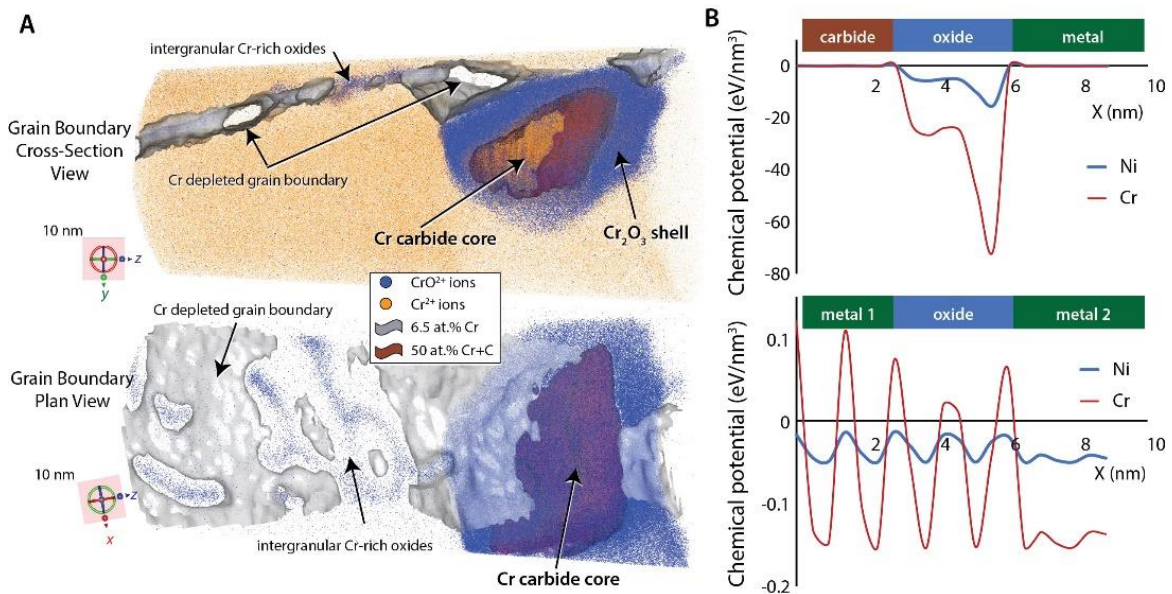 A
intergranular Cr-rich oxides
Grain Boundary
Cross-Section
View
Cr depleted grain boundary
10 nm
z
y
Cr carbide core
Cr₂O₃ shell
CrO²⁺ ions
Cr²⁺ ions
6.5 at.% Cr
50 at.% Cr+C
Cr depleted grain boundary
Grain Boundary
Plan View
10 nm
z
x
intergranular Cr-rich oxides
Cr carbide core
B
carbide oxide metal
Chemical potential (eV/nm³)
0
-20
-40
-60
-80
2 4 6 8 10
X (nm)
Ni
Cr
metal 1 oxide metal 2
Chemical potential (eV/nm³)
0.1
0
-0.1
-0.2
Ni
Cr
2 4 6 8 10
X (nm)